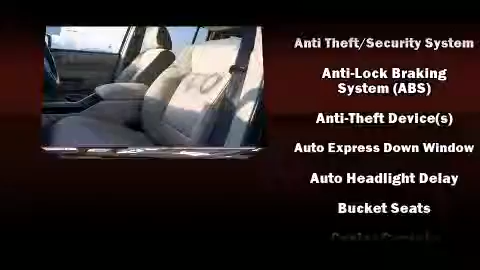 Anti Theft/Security System
Anti-Lock Braking
System (ABS)
Anti-Theft Device(s)
Auto Express Down Window
Auto Headlight Delay
Bucket Seats